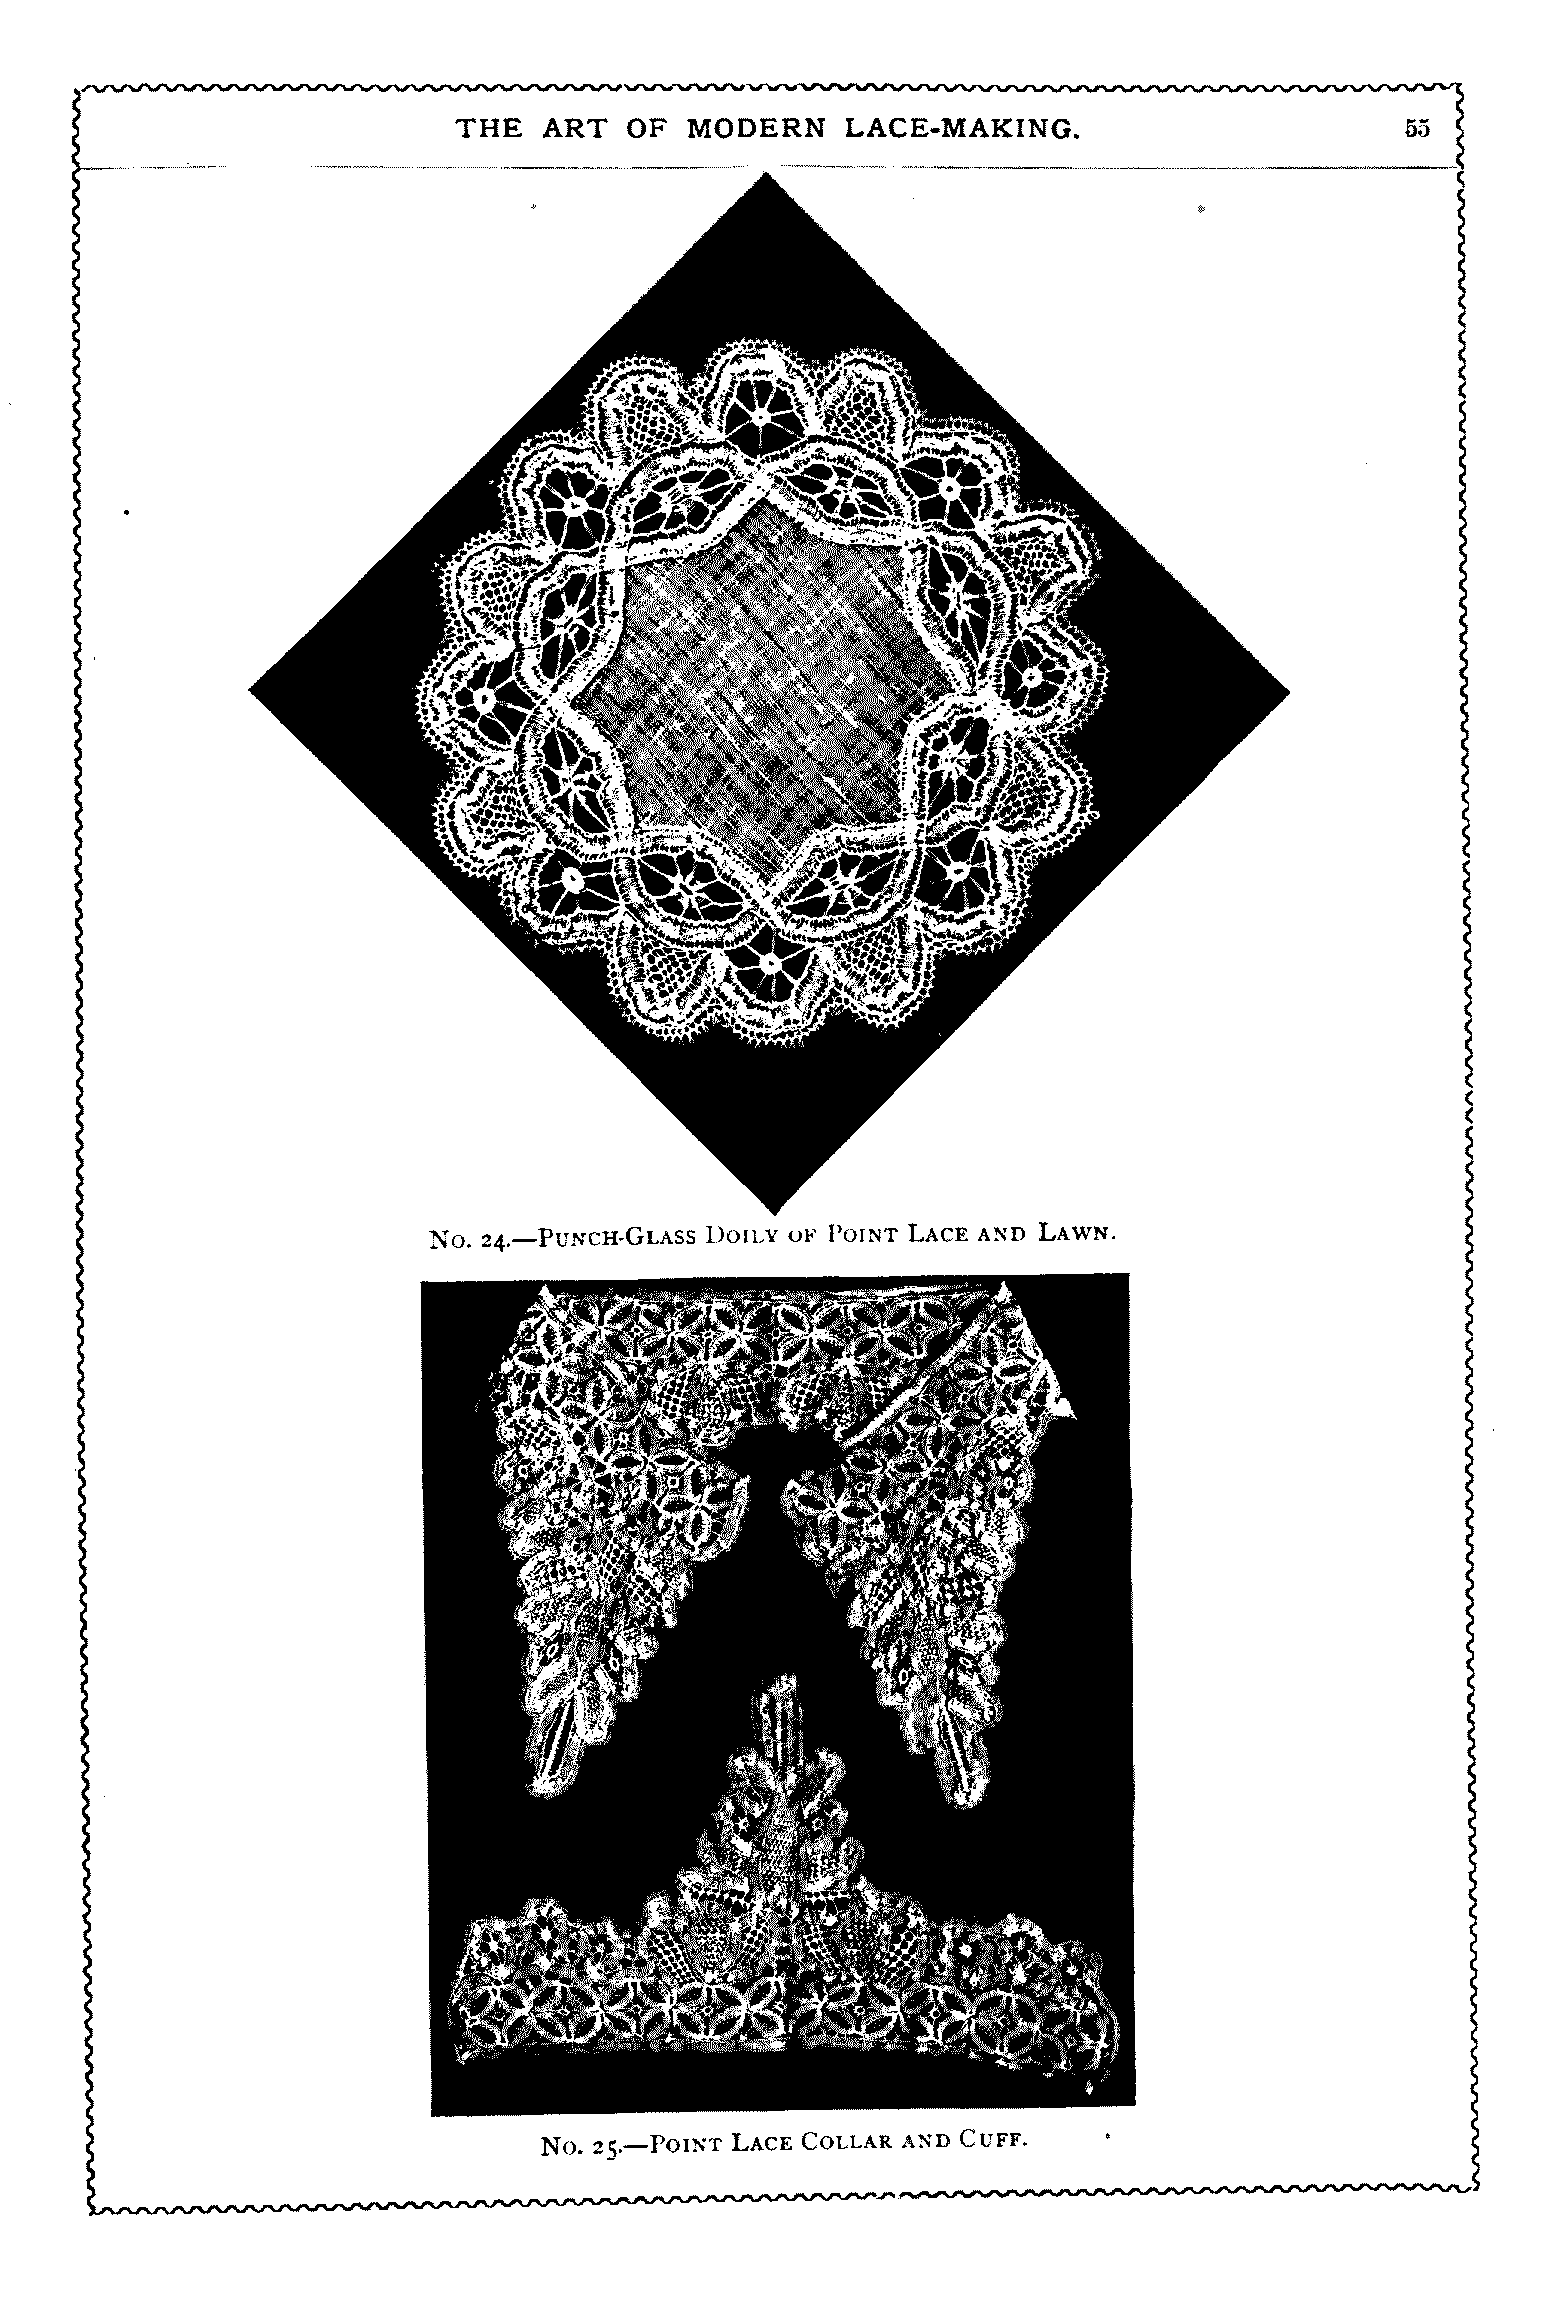 THE ART OF MODERN LACE-MAKING.
55
No. 24.—Punch-Glass Doily of Point Lace and Lawn.
No. 25.—Point Lace Collar and Cuff.